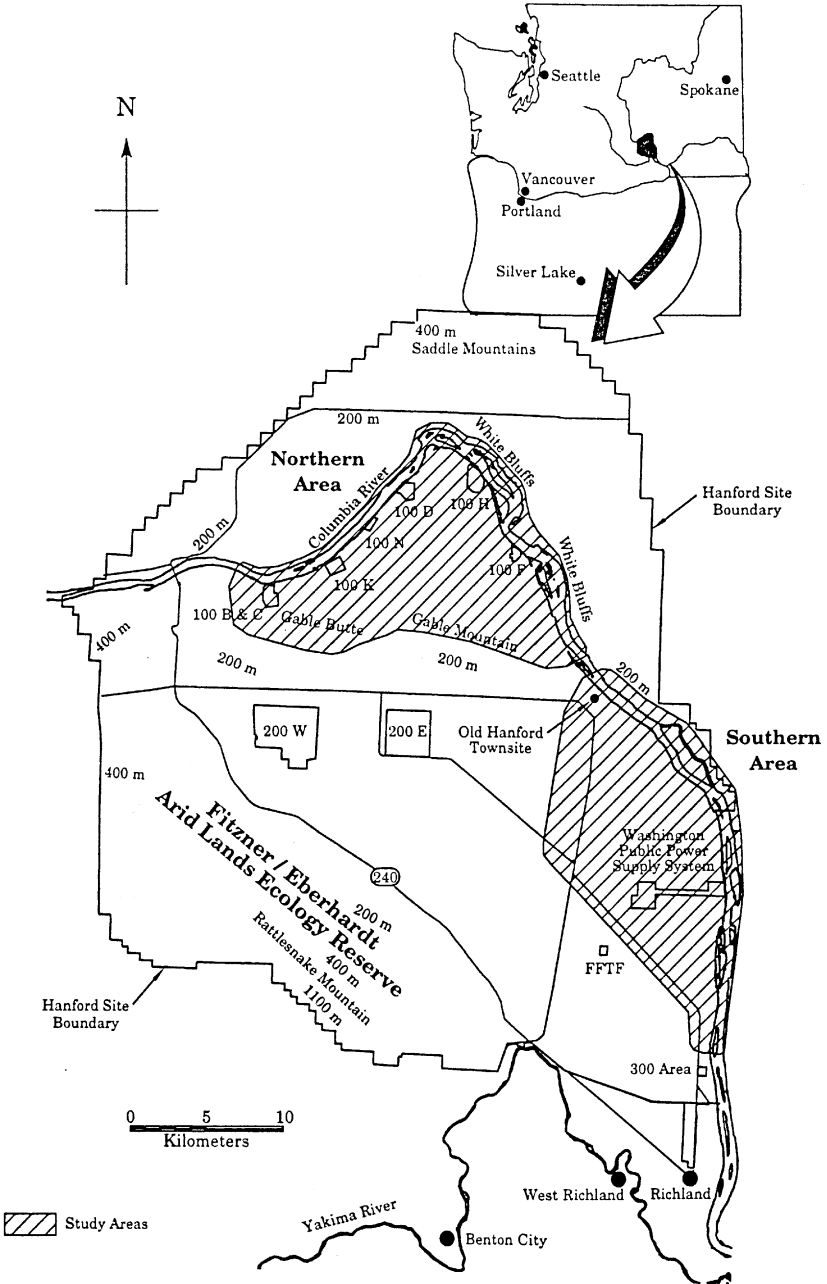 Seattle
Spokane
N
Vancouver
Portland
Silver Lake
400 m
Saddle Mountains
200 m
White Bluffs
Northern
Area
Columbia River
Hanford Site
Boundary
100 H
100 D
200 m
100 N
White Bluffs
100 F
100 K
100 B & C
Gable Butte
Gable Mountain
400 m
200 m
200 m
200 m
200 W
200 E
Old Hanford
Townsite
Southern
Area
400 m
Washington
Public Power
Supply System
Fitzner / Eberhardt
Arid Lands Ecology Reserve
240
200 m
400 m
Rattlesnake Mountain
1100 m
FFTF
Hanford Site
Boundary
300 Area
0 5 10
Kilometers
West Richland
Richland
Yakima River
Study Areas
Benton City